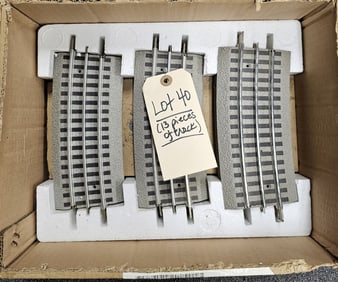 Lot 40
(13 pieces
of track)